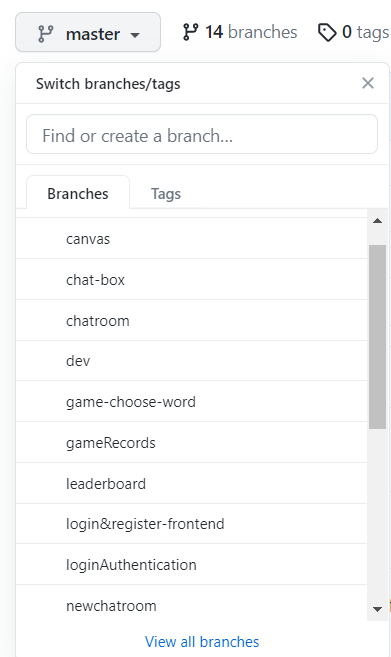 master 14 branches 0 tags
Switch branches/tags
Find or create a branch...
Branches Tags
canvas
chat-box
chatroom
dev
game-choose-word
gameRecords
leaderboard
login&register-frontend
loginAuthentication
newchatroom
View all branches